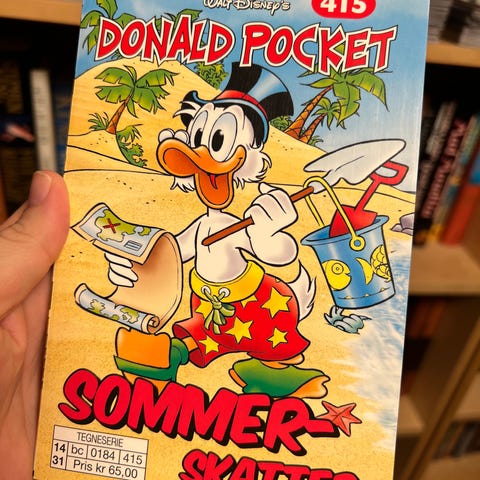 WALT DISNEY'S
415
DONALD POCKET
SOMMER-
SKATTER
TEGNESERIE
14 bc 0184 415
31 Pris kr 65,00